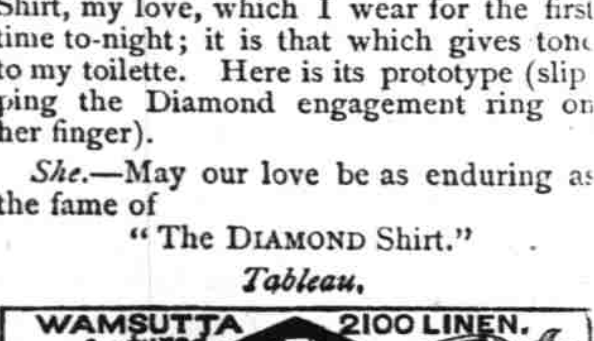 Shirt, my love, which I wear for the first
time to-night; it is that which gives tone
to my toilette. Here is its prototype (slip
ping the Diamond engagement ring on
her finger).
She.—May our love be as enduring as
the fame of
"The DIAMOND Shirt."
Tableau.
WAMSUTTA 2100 LINEN.